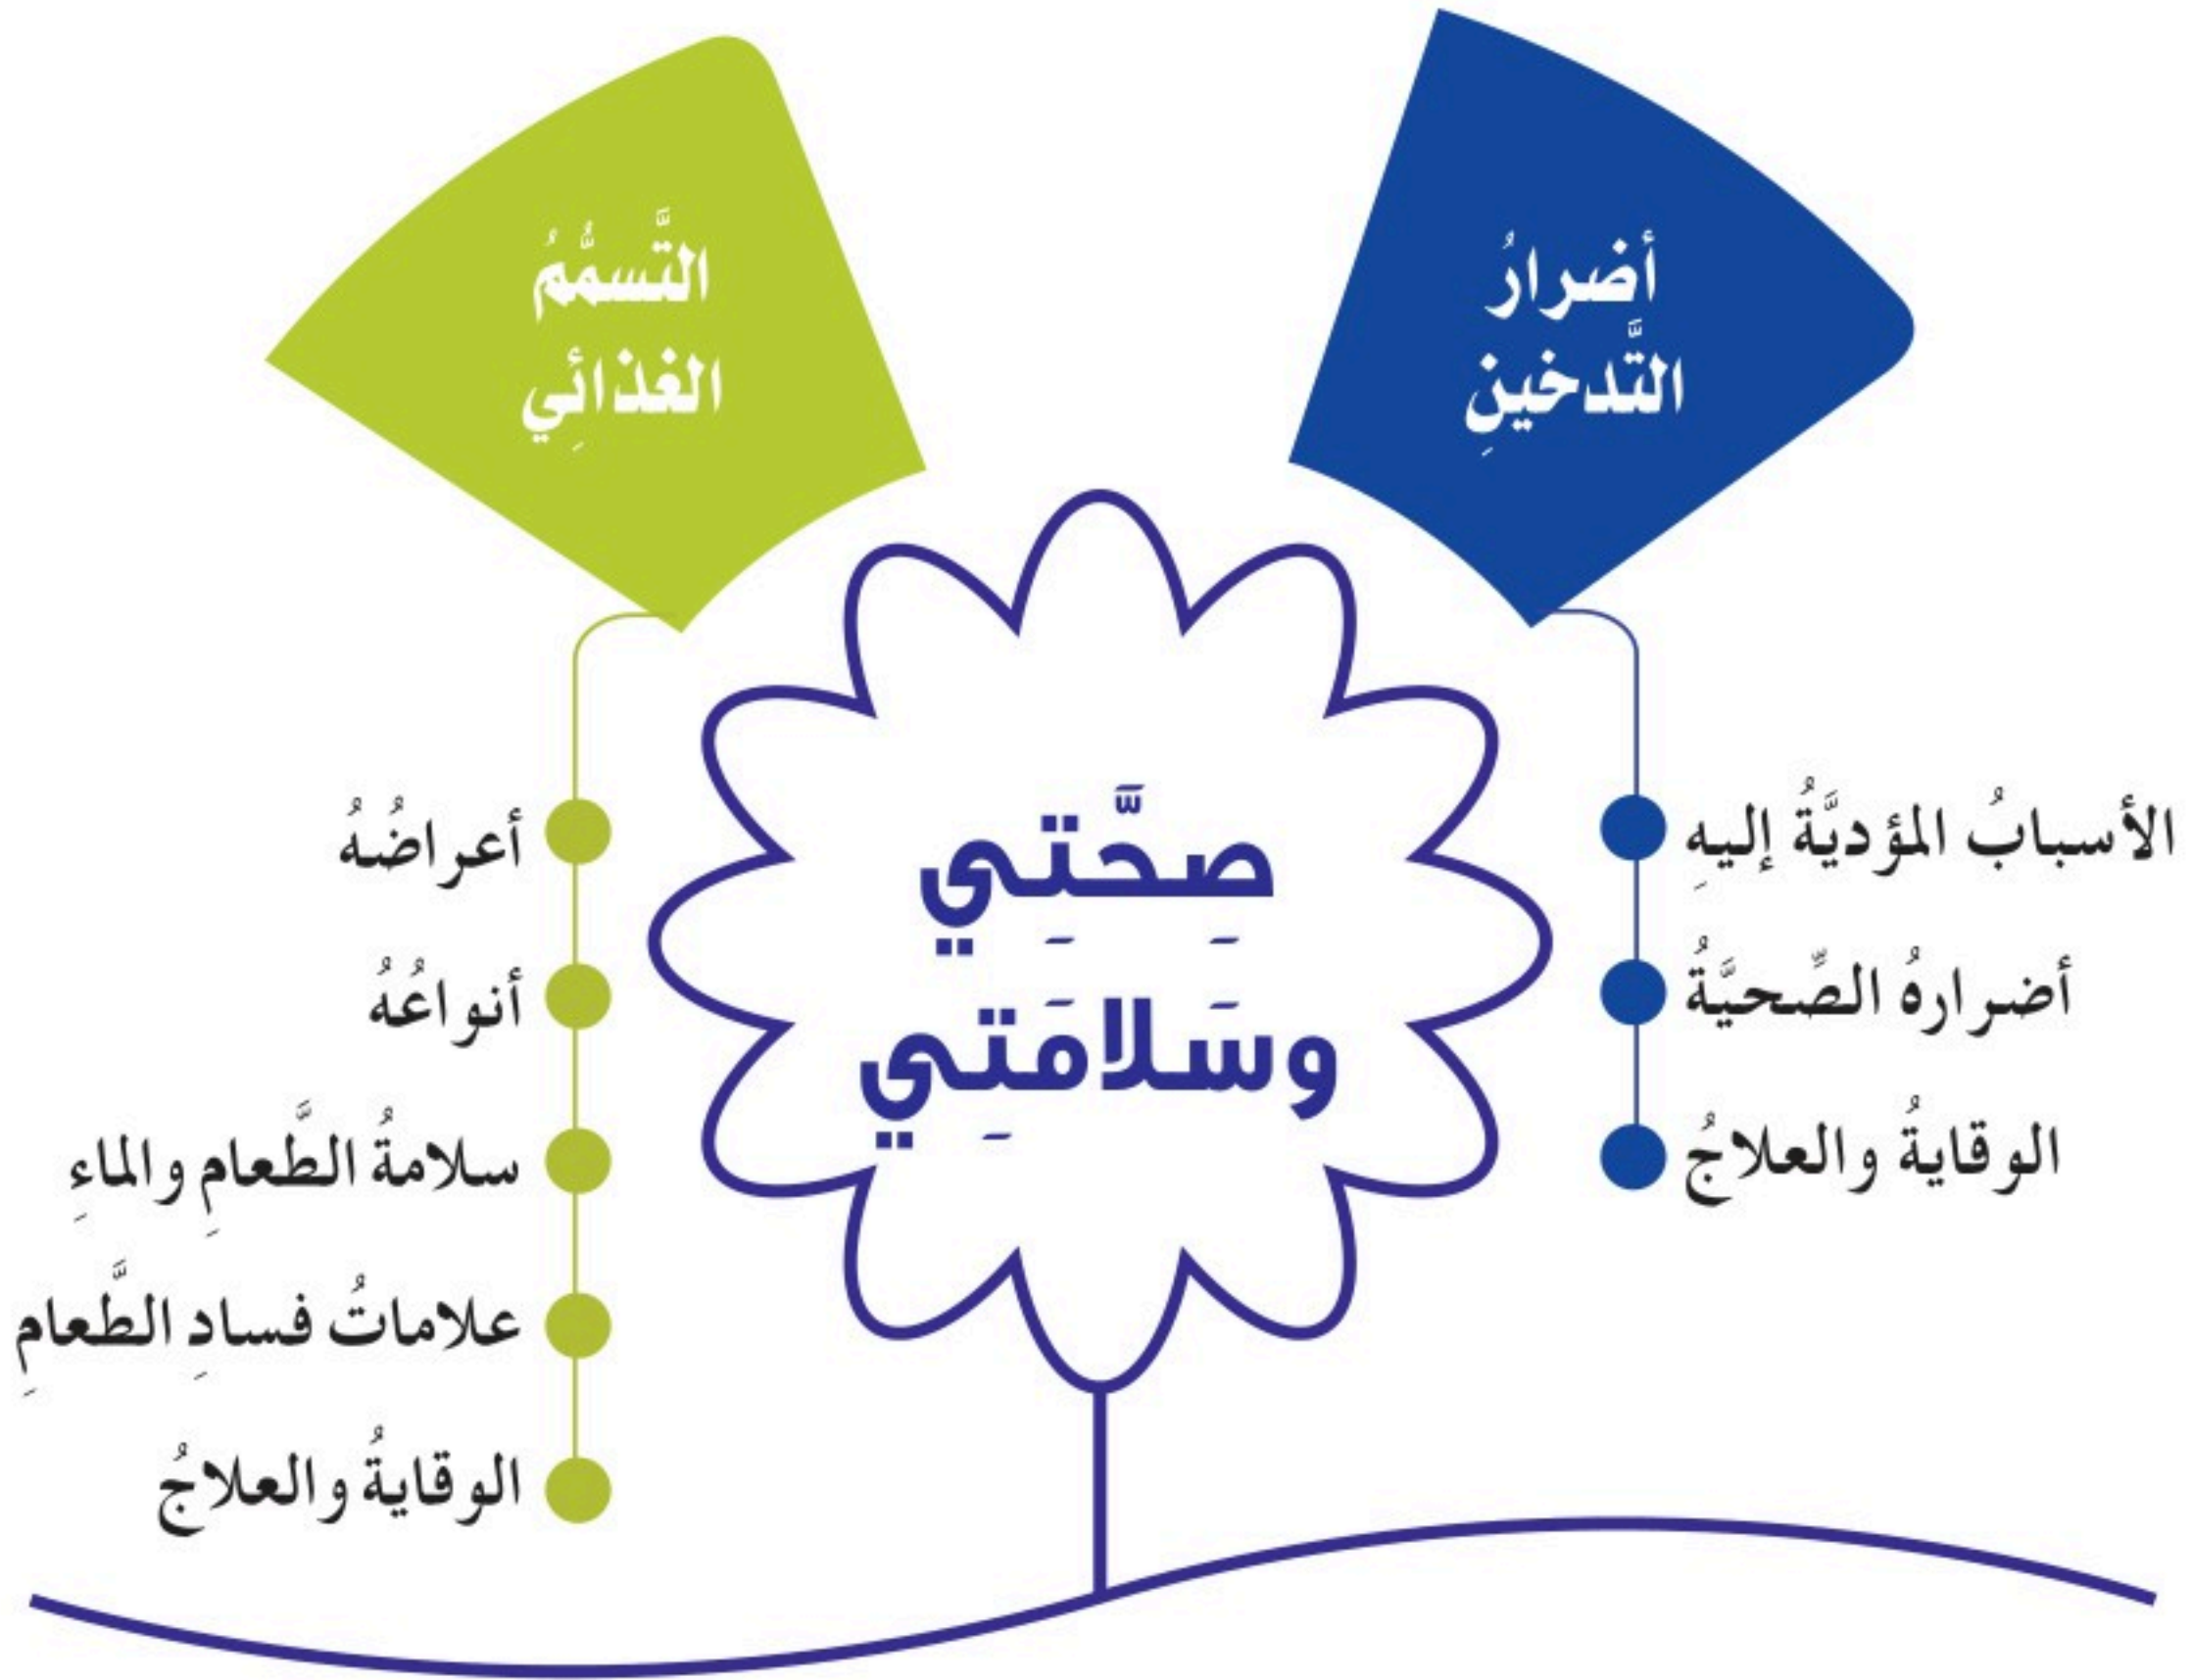 أضرارُ
التَّدخينِ
الأسبابُ المؤديَّةُ إليهِ
أضرارهُ الصِّحيَّةُ
الوقايةُ والعلاجُ
صِحَّتِي
وسَلامَتِي
التَّسمُّمُ
الغذائِي
أعراضُهُ
أنواعُهُ
سلامةُ الطَّعامِ والماءِ
علاماتُ فسادِ الطَّعامِ
الوقايةُ والعلاجُ